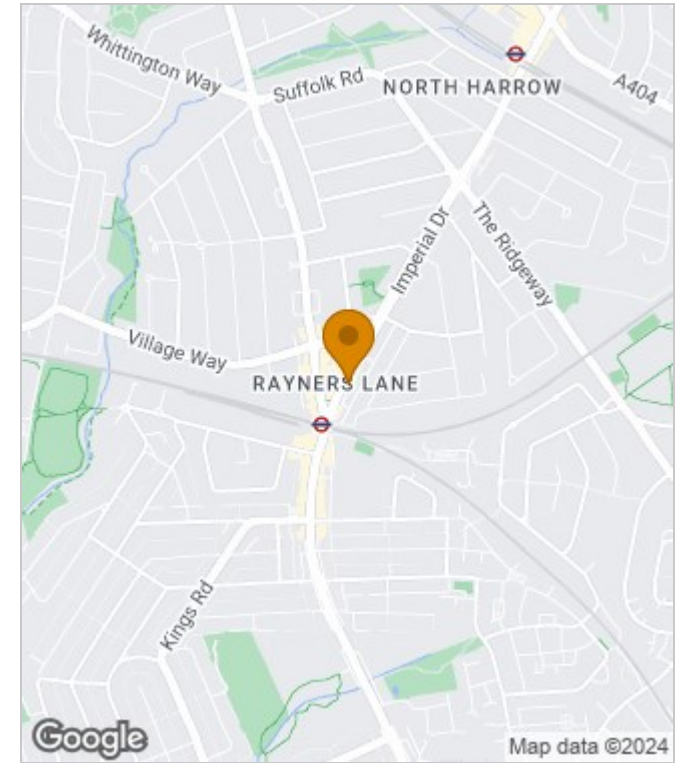 Whittington Way
Suffolk Rd
NORTH HARROW
A404
Imperial Dr
The Ridgeway
Village Way
RAYNERS LANE
Kings Rd
Google
Map data ©2024